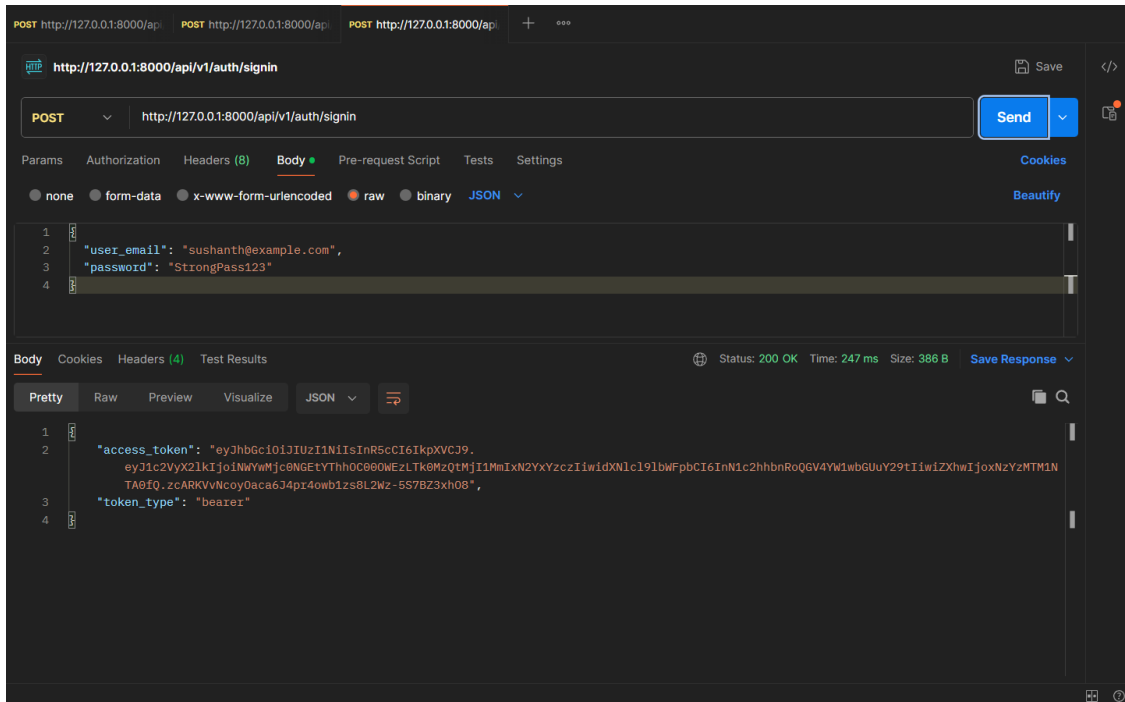 POST http://127.0.0.1:8000/api POST http://127.0.0.1:8000/api POST http://127.0.0.1:8000/api
HTTP http://127.0.0.1:8000/api/v1/auth/signin Save </>
POST http://127.0.0.1:8000/api/v1/auth/signin Send
Params Authorization Headers (8) Body Pre-request Script Tests Settings Cookies
none form-data x-www-form-urlencoded raw binary JSON Beautify
1 {
2 "user_email": "sushanth@example.com",
3 "password": "StrongPass123"
4 }
Body Cookies Headers (4) Test Results Status: 200 OK Time: 247 ms Size: 386 B Save Response
Pretty Raw Preview Visualize JSON
1 {
2 "access_token": "eyJhbGciOiJIUzI1NiIsInR5cCI6IkpXVCJ9.
eyJ1c2VyX2lkIjoiNWYwMjc0NGEtYThhOC00OWEzLTk0MzQtMjI1MmIxN2YxYzczIiwidXNlcl9lbWFpbCI6InN1c2hhbnRoQGV4YW1wbGUuY29tIiwiZXhwIjoxNzYzMTM1N
TA0fQ.zcARKVvNcoyOaca6J4pr4owb1zs8L2Wz-5S7BZ3xhO8",
3 "token_type": "bearer"
4 }